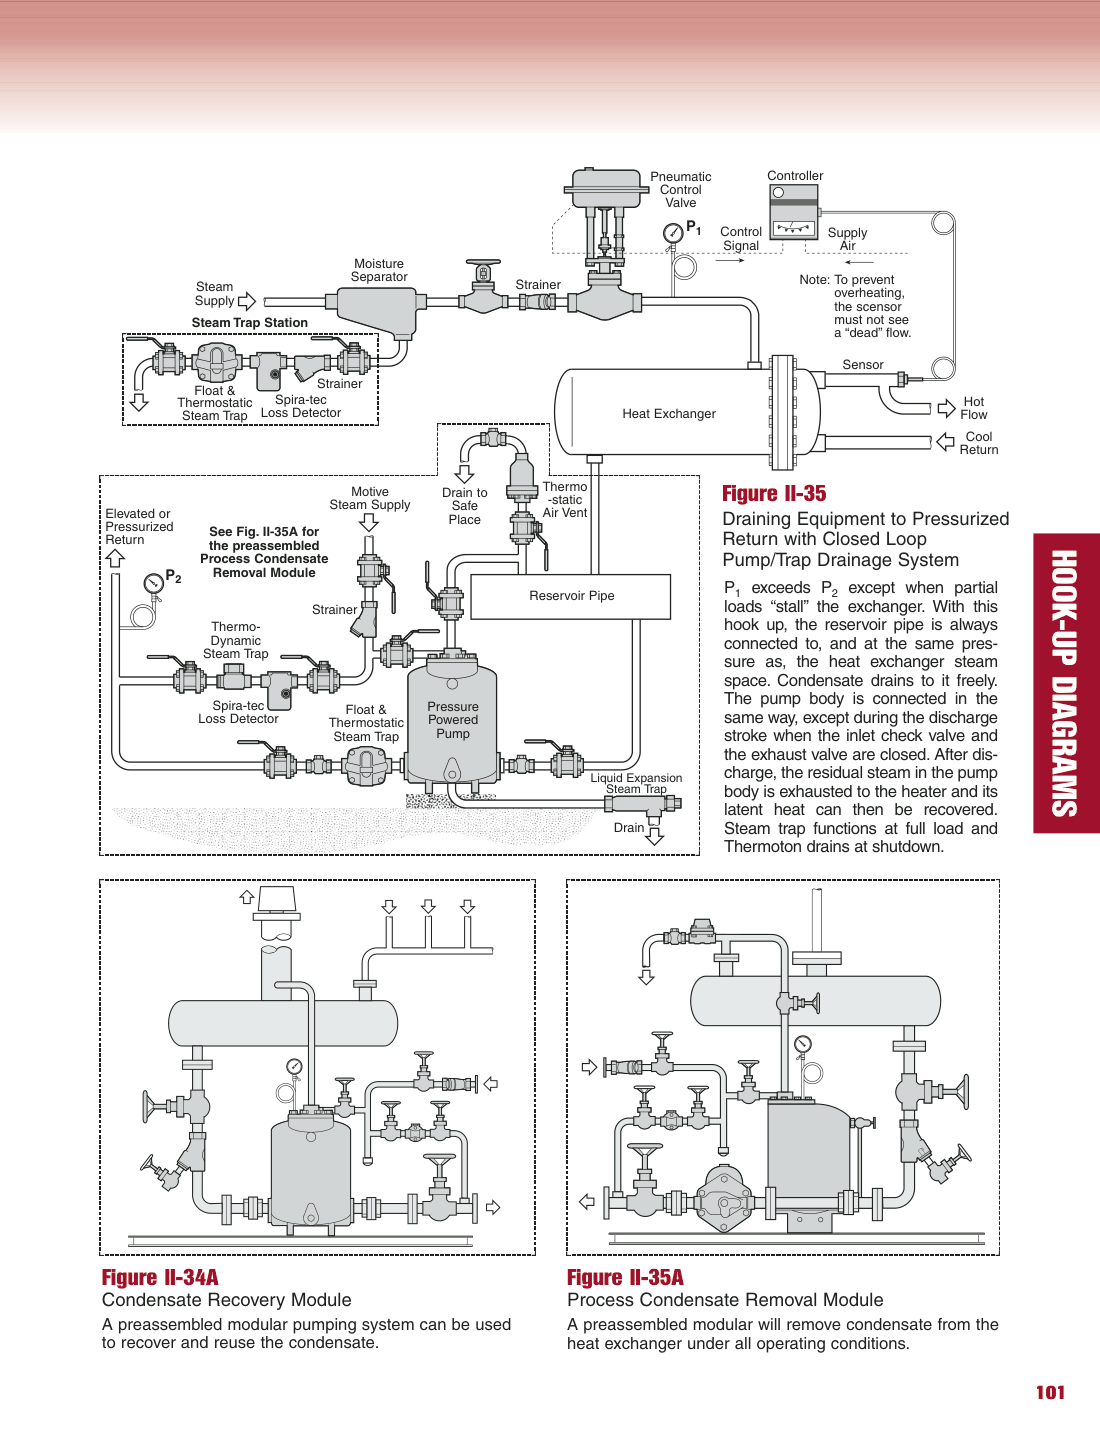 Pneumatic
Control
Valve
Controller
P1
Control
Signal
Supply
Air
Moisture
Separator
Strainer
Steam
Supply
Note: To prevent
overheating,
the scensor
must not see
a “dead” flow.
Steam Trap Station
Strainer
Float &
Thermostatic
Steam Trap
Spira-tec
Loss Detector
Sensor
Heat Exchanger
Hot
Flow
Cool
Return
Motive
Steam Supply
Drain to
Safe
Place
Thermo
-static
Air Vent
Elevated or
Pressurized
Return
See Fig. II-35A for
the preassembled
Process Condensate
Removal Module
P2
Strainer
Reservoir Pipe
Thermo-
Dynamic
Steam Trap
Spira-tec
Loss Detector
Float &
Thermostatic
Steam Trap
Pressure
Powered
Pump
Liquid Expansion
Steam Trap
Drain
Figure II-35
Draining Equipment to Pressurized
Return with Closed Loop
Pump/Trap Drainage System
P1 exceeds P2 except when partial
loads “stall” the exchanger. With this
hook up, the reservoir pipe is always
connected to, and at the same pres-
sure as, the heat exchanger steam
space. Condensate drains to it freely.
The pump body is connected in the
same way, except during the discharge
stroke when the inlet check valve and
the exhaust valve are closed. After dis-
charge, the residual steam in the pump
body is exhausted to the heater and its
latent heat can then be recovered.
Steam trap functions at full load and
Thermoton drains at shutdown.
HOOK-UP DIAGRAMS
Figure II-34A
Condensate Recovery Module
A preassembled modular pumping system can be used
to recover and reuse the condensate.
Figure II-35A
Process Condensate Removal Module
A preassembled modular will remove condensate from the
heat exchanger under all operating conditions.
101